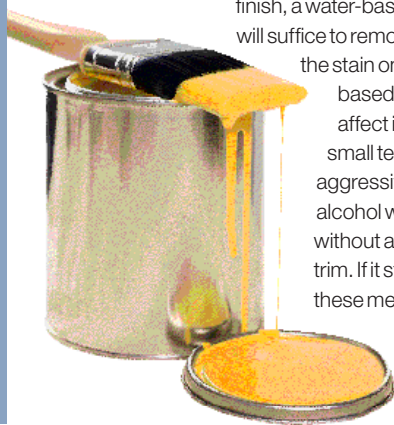 finish, a water-bas
will suffice to remo
the stain or
based
affect i
small te
aggressi
alcohol w
without a
trim. If it s
these me